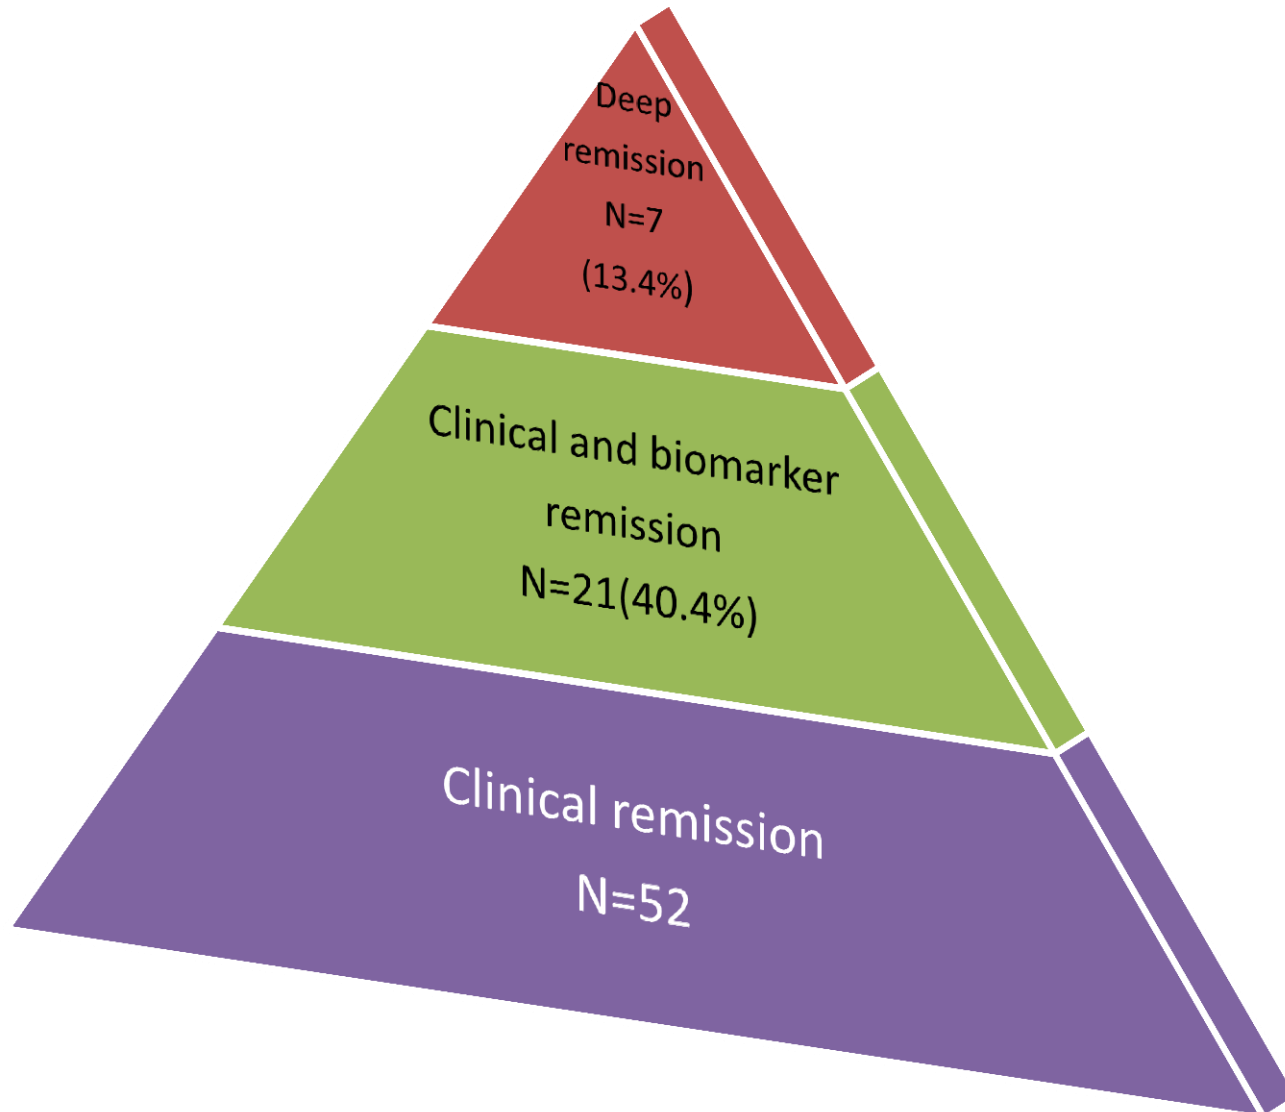 Deep
remission
N=7
(13.4%)
Clinical and biomarker
remission
N=21(40.4%)
Clinical remission
N=52